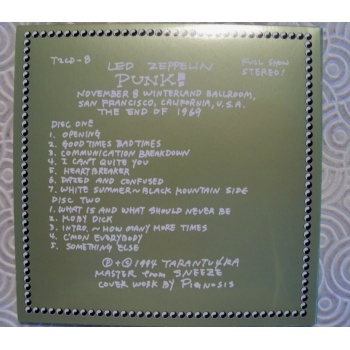 T2CD-8
LED ZEPPELIN
FULL SHOW
STEREO!
PUNK!
NOVEMBER 8 WINTERLAND BALLROOM,
SAN FRANCISCO, CALIFORNIA, U.S.A.
THE END OF 1969
DISC ONE
1. OPENING
2. GOOD TIMES BAD TIMES
3. COMMUNICATION BREAKDOWN
4. I CAN'T QUIT YOU
5. HEARTBREAKER
6. DAZED AND CONFUSED
7. WHITE SUMMER~BLACK MOUNTAIN SIDE
DISC TWO
1. WHAT IS AND WHAT SHOULD NEVER BE
2. MOBY DICK
3. INTRO. ~ HOW MANY MORE TIMES
4. C'MON EVERYBODY
5. SOMETHING ELSE
℗+© 1994 TARANTU4RA
MASTER from SNEEZE
COVER WORK BY PIGNOSIS